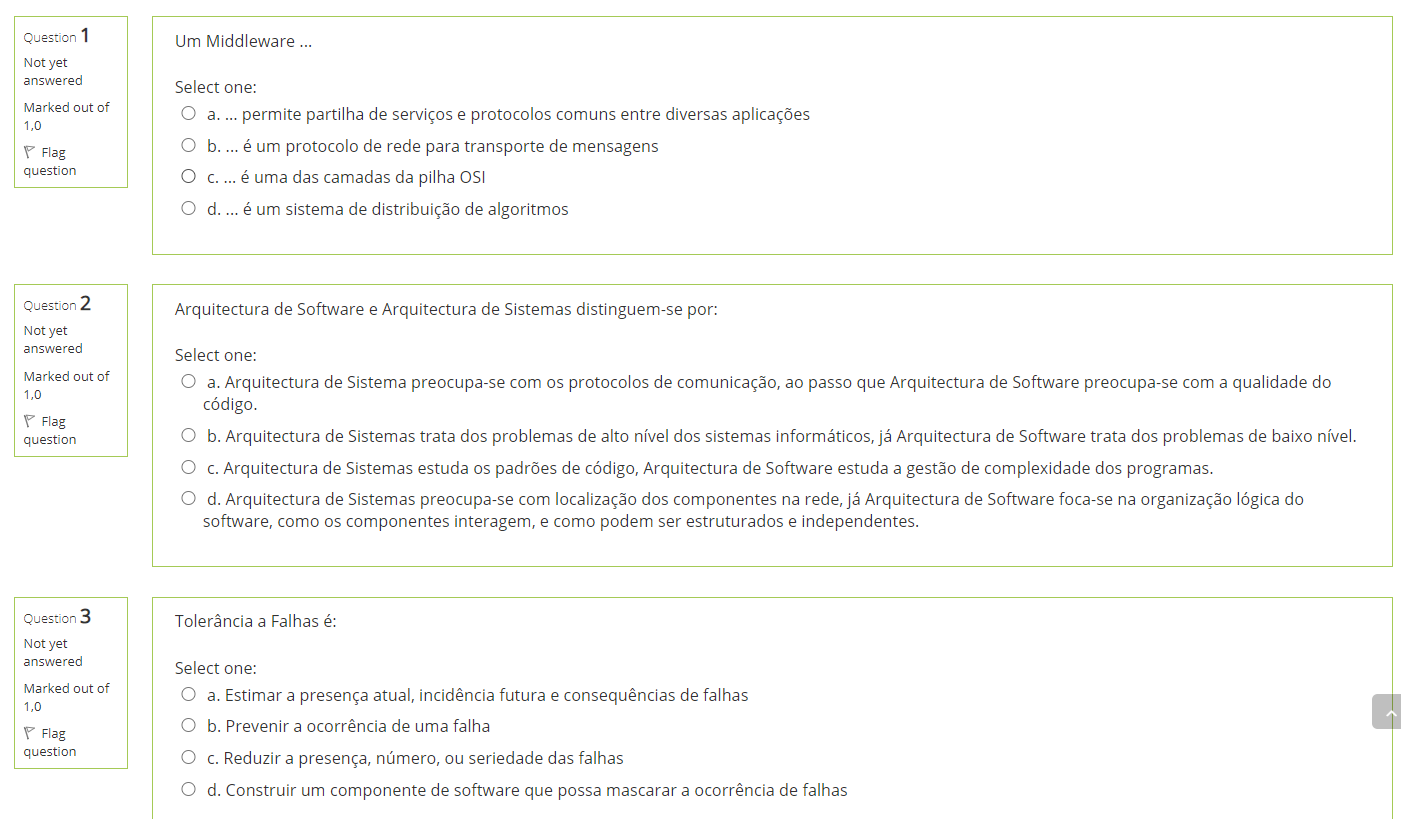 Question 1
Not yet
answered
Marked out of
1,0
Flag
question
Um Middleware ...
Select one:
a. ... permite partilha de serviços e protocolos comuns entre diversas aplicações
b. ... é um protocolo de rede para transporte de mensagens
c. ... é uma das camadas da pilha OSI
d. ... é um sistema de distribuição de algoritmos
Question 2
Not yet
answered
Marked out of
1,0
Flag
question
Arquitectura de Software e Arquitectura de Sistemas distinguem-se por:
Select one:
a. Arquitectura de Sistema preocupa-se com os protocolos de comunicação, ao passo que Arquitectura de Software preocupa-se com a qualidade do
código.
b. Arquitectura de Sistemas trata dos problemas de alto nível dos sistemas informáticos, já Arquitectura de Software trata dos problemas de baixo nível.
c. Arquitectura de Sistemas estuda os padrões de código, Arquitectura de Software estuda a gestão de complexidade dos programas.
d. Arquitectura de Sistemas preocupa-se com localização dos componentes na rede, já Arquitectura de Software foca-se na organização lógica do
software, como os componentes interagem, e como podem ser estruturados e independentes.
Question 3
Not yet
answered
Marked out of
1,0
Flag
question
Tolerância a Falhas é:
Select one:
a. Estimar a presença atual, incidência futura e consequências de falhas
b. Prevenir a ocorrência de uma falha
c. Reduzir a presença, número, ou seriedade das falhas
d. Construir um componente de software que possa mascarar a ocorrência de falhas